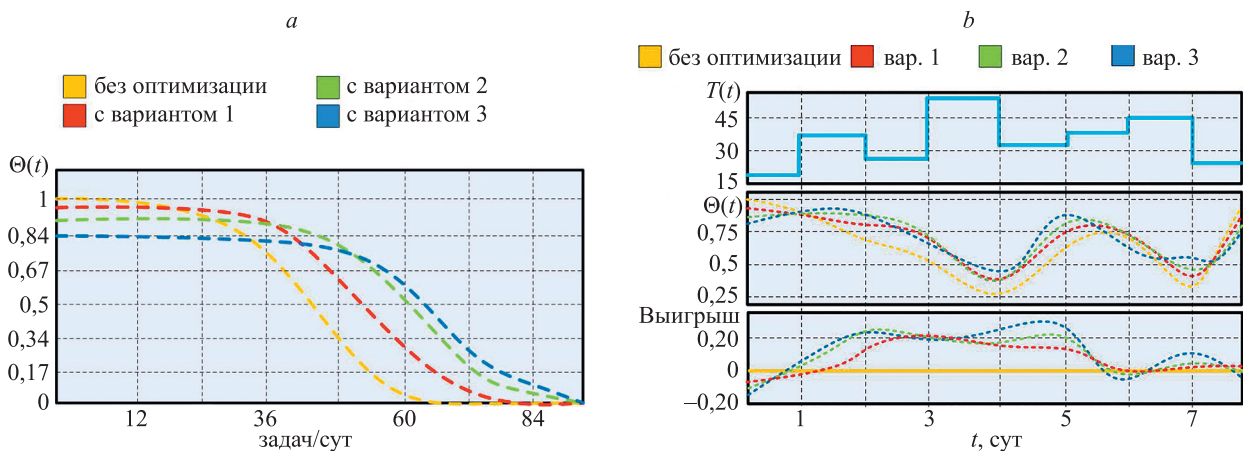 a
без оптимизации
с вариантом 1
с вариантом 2
с вариантом 3
Θ(t)
1
0,84
0,67
0,5
0,34
0,17
0
12 36 60 84
задач/сут
b
без оптимизации вар. 1 вар. 2 вар. 3
T(t)
45
30
15
Θ(t)
0,75
0,5
0,25
Выигрыш
0,20
0
–0,20
1 3 5 7
t, сут